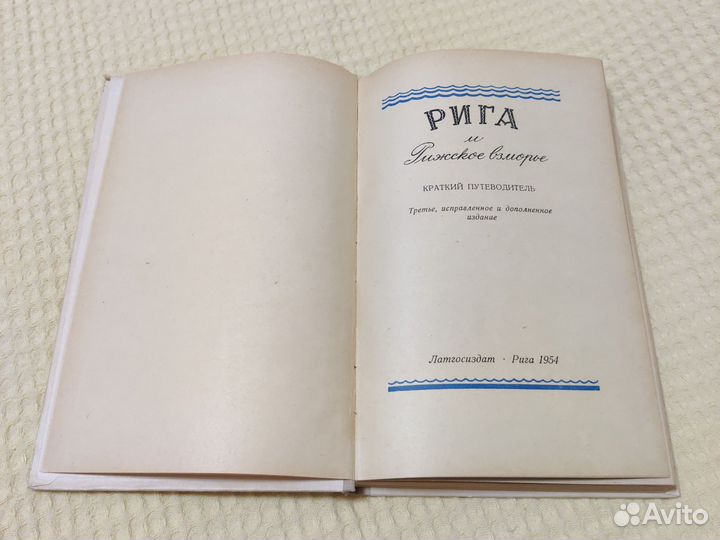 РИГА
и
Рижское взморье
КРАТКИЙ ПУТЕВОДИТЕЛЬ
Третье, исправленное и дополненное
издание
Латгосиздат · Рига 1954
Avito